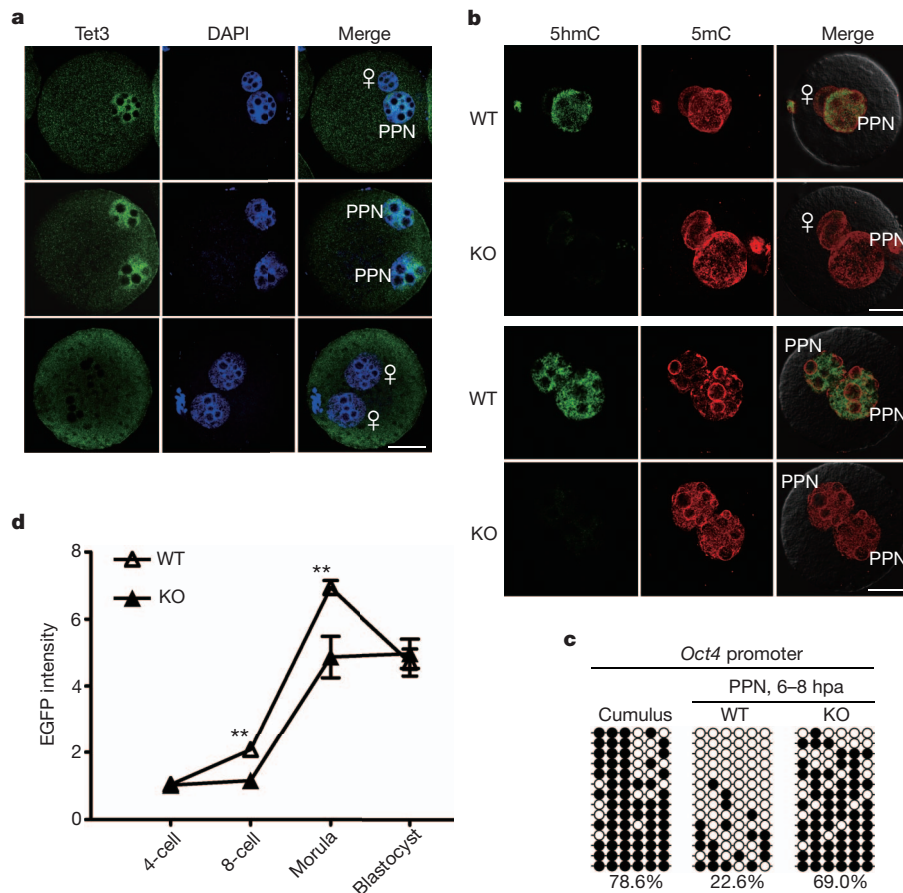 a
Tet3 DAPI Merge
♀
PPN
PPN
PPN
♀
♀
b
5hmC 5mC Merge
WT
♀
PPN
KO
♀
PPN
WT
PPN
PPN
KO
PPN
PPN
c
Oct4 promoter
PPN, 6–8 hpa
Cumulus WT KO
78.6% 22.6% 69.0%
d
EGFP intensity
8
6
4
2
0
WT
KO
**
**
4-cell 8-cell Morula Blastocyst